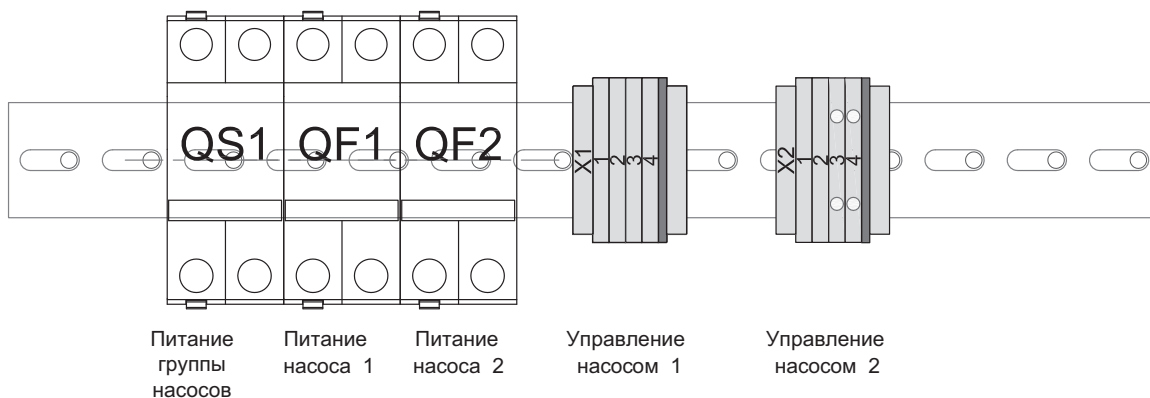 QS1 QF1 QF2
X1 1 2 3 4
X2 1 2 3 4
Питание группы насосов
Питание насоса 1
Питание насоса 2
Управление насосом 1
Управление насосом 2